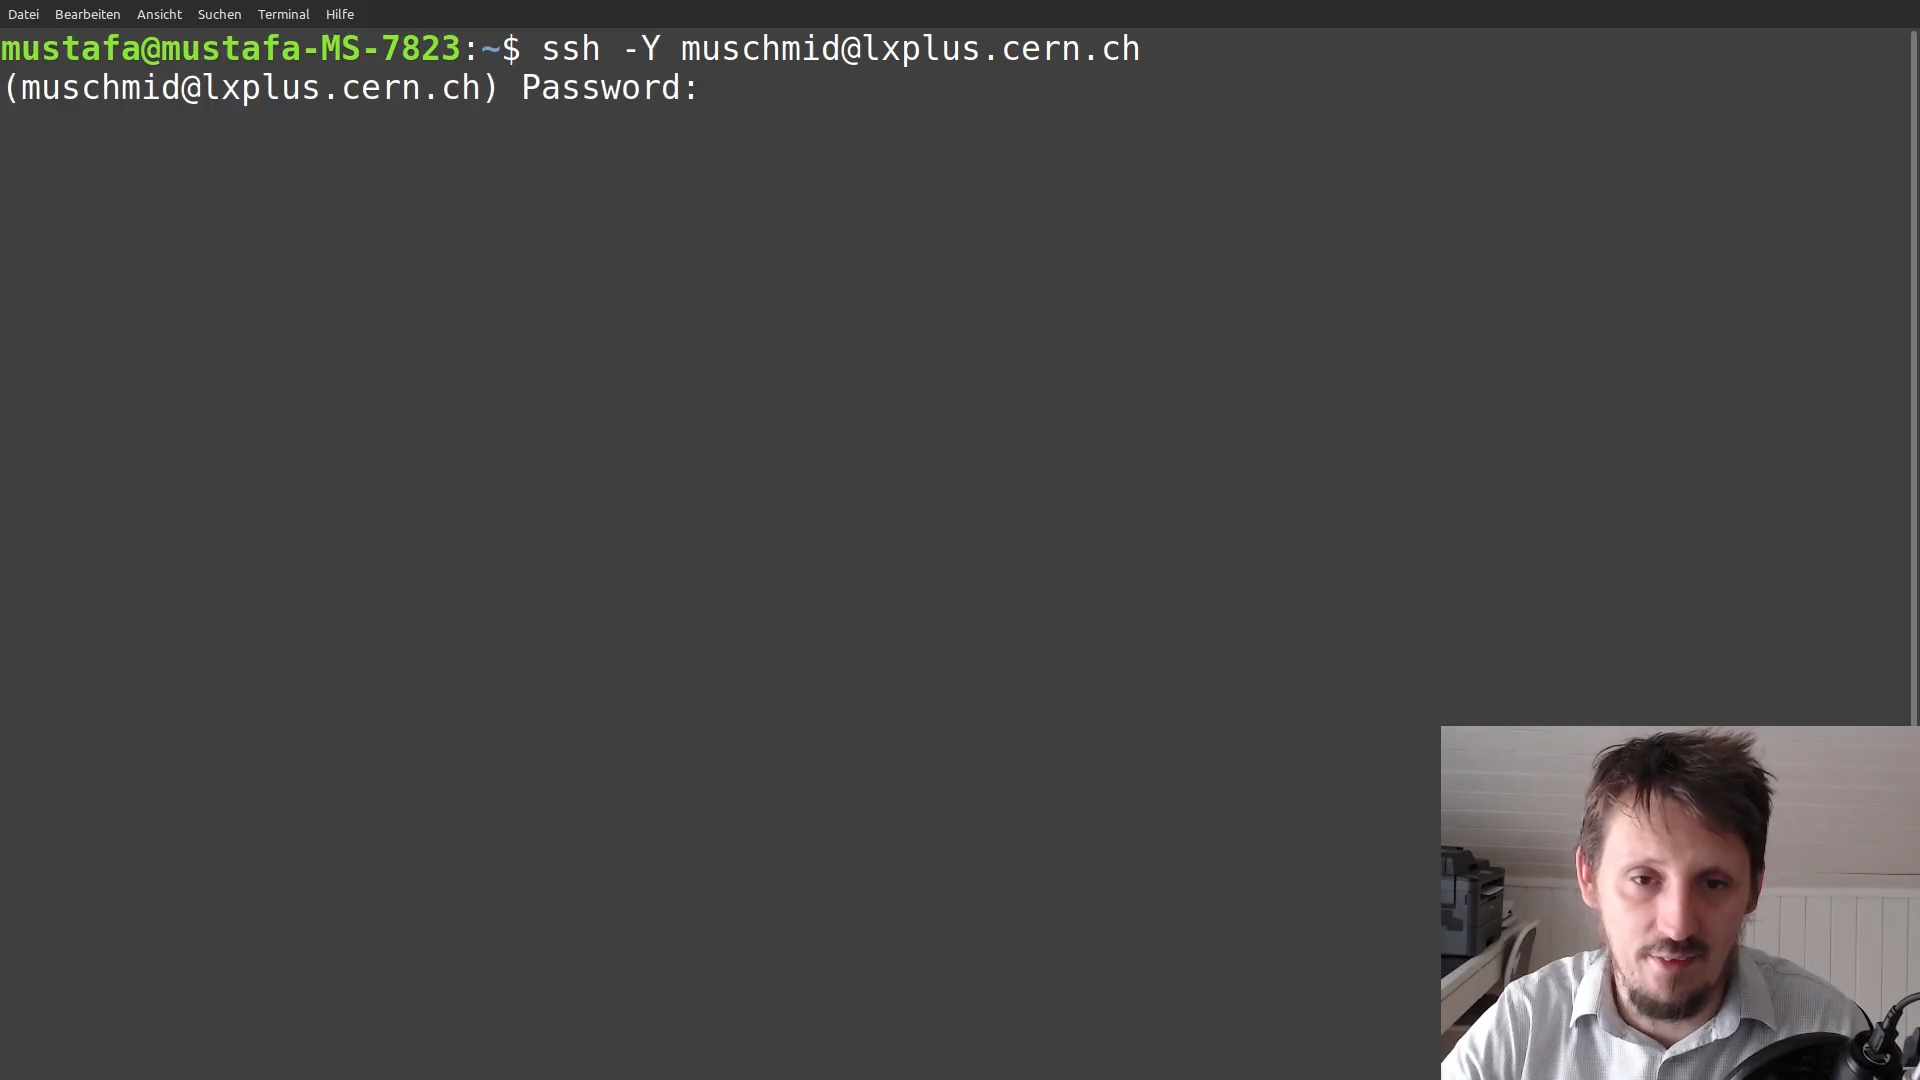 Datei Bearbeiten Ansicht Suchen Terminal Hilfe
mustafa@mustafa-MS-7823:~$ ssh -Y muschmid@lxplus.cern.ch
(muschmid@lxplus.cern.ch) Password: